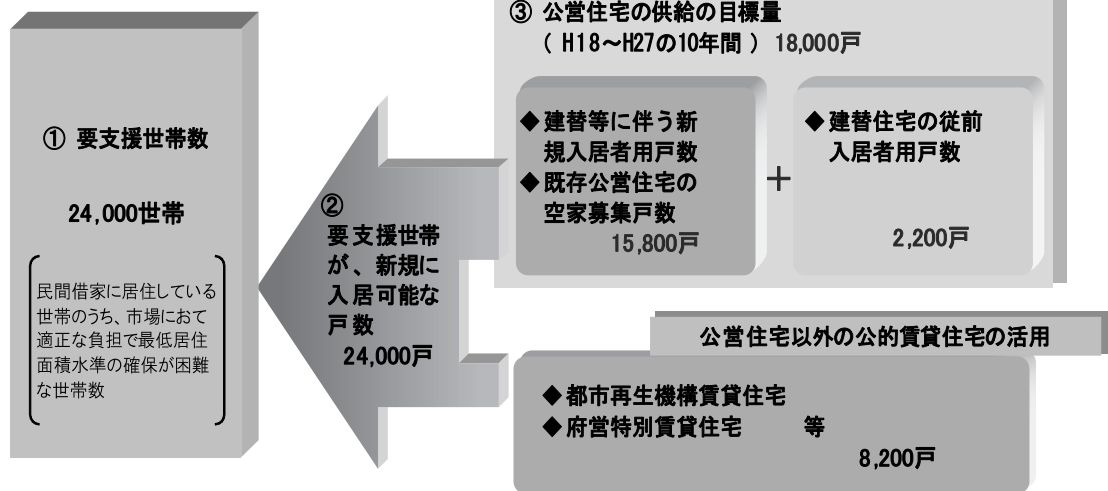 ① 要支援世帯数
24,000世帯
民間借家に居住している
世帯のうち、市場におて
適正な負担で最低居住
面積水準の確保が困難
な世帯数
②
要支援世帯
が、新規に
入居可能な
戸数
24,000戸
③ 公営住宅の供給の目標量
( H18～H27の10年間 ) 18,000戸
◆建替等に伴う新
規入居者用戸数
◆既存公営住宅の
空家募集戸数
15,800戸
+
◆建替住宅の従前
入居者用戸数
2,200戸
公営住宅以外の公的賃貸住宅の活用
◆都市再生機構賃貸住宅
◆府営特別賃貸住宅 等
8,200戸